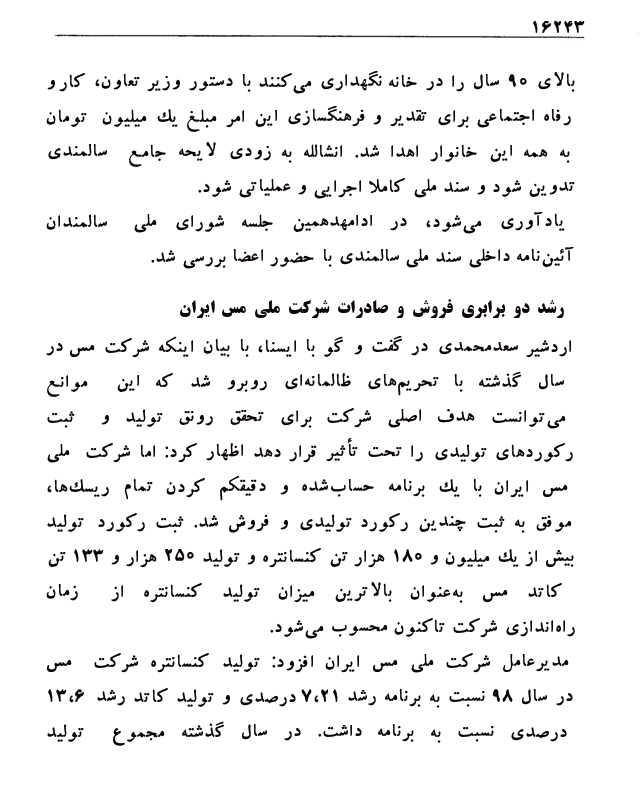 ۱۶۲۴۳
بالای ۹۰ سال را در خانه نگهداری می‌کنند با دستور وزیر تعاون، کار و
رفاه اجتماعی برای تقدیر و فرهنگسازی این امر مبلغ یك میلیون تومان
به همه این خانوار اهدا شد. انشالله به زودی لایحه جامع سالمندی
تدوین شود و سند ملی کاملا اجرایی و عملیاتی شود.
یادآوری می‌شود، در ادامهدهمین جلسه شورای ملی سالمندان
آئین‌نامه داخلی سند ملی سالمندی با حضور اعضا بررسی شد.
رشد دو برابری فروش و صادرات شرکت ملی مس ایران
اردشیر سعدمحمدی در گفت و گو با ایسنا، با بیان اینکه شرکت مس در
سال گذشته با تحریم‌های ظالمانه‌ای روبرو شد که این موانع
می‌توانست هدف اصلی شرکت برای تحقق رونق تولید و ثبت
رکوردهای تولیدی را تحت تأثیر قرار دهد اظهار کرد: اما شرکت ملی
مس ایران با یك برنامه حساب‌شده و دقیقکم کردن تمام ریسك‌ها،
موفق به ثبت چندین رکورد تولیدی و فروش شد. ثبت رکورد تولید
بیش از یك میلیون و ۱۸۰ هزار تن کنسانتره و تولید ۲۵۰ هزار و ۱۳۳ تن
کاتد مس به‌عنوان بالاترین میزان تولید کنسانتره از زمان
راه‌اندازی شرکت تاکنون محسوب می‌شود.
مدیرعامل شرکت ملی مس ایران افزود: تولید کنسانتره شرکت مس
در سال ۹۸ نسبت به برنامه رشد ۷،۲۱ درصدی و تولید کاتد رشد ۱۳،۶
درصدی نسبت به برنامه داشت. در سال گذشته مجموع تولید